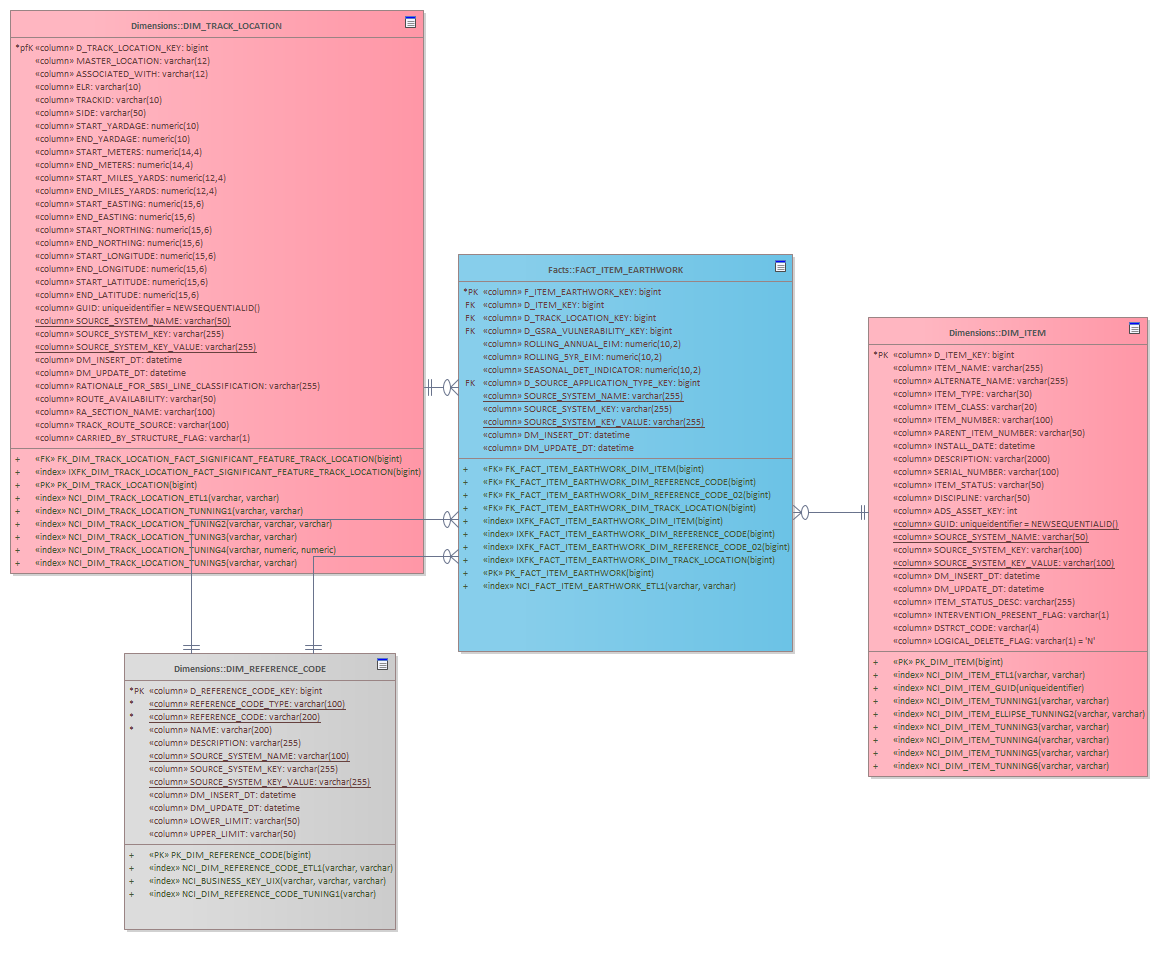 Dimensions::DIM_TRACK_LOCATION
*pfK «column» D_TRACK_LOCATION_KEY: bigint
«column» MASTER_LOCATION: varchar(12)
«column» ASSOCIATED_WITH: varchar(12)
«column» ELR: varchar(10)
«column» TRACKID: varchar(10)
«column» SIDE: varchar(50)
«column» START_YARDAGE: numeric(10)
«column» END_YARDAGE: numeric(10)
«column» START_METERS: numeric(14,4)
«column» END_METERS: numeric(14,4)
«column» START_MILES_YARDS: numeric(12,4)
«column» END_MILES_YARDS: numeric(12,4)
«column» START_EASTING: numeric(15,6)
«column» END_EASTING: numeric(15,6)
«column» START_NORTHING: numeric(15,6)
«column» END_NORTHING: numeric(15,6)
«column» START_LONGITUDE: numeric(15,6)
«column» END_LONGITUDE: numeric(15,6)
«column» START_LATITUDE: numeric(15,6)
«column» END_LATITUDE: numeric(15,6)
«column» GUID: uniqueidentifier = NEWSEQUENTIALID()
«column» SOURCE_SYSTEM_NAME: varchar(50)
«column» SOURCE_SYSTEM_KEY: varchar(255)
«column» SOURCE_SYSTEM_KEY_VALUE: varchar(255)
«column» DM_INSERT_DT: datetime
«column» DM_UPDATE_DT: datetime
«column» RATIONALE_FOR_SBSI_LINE_CLASSIFICATION: varchar(255)
«column» ROUTE_AVAILABILITY: varchar(50)
«column» RA_SECTION_NAME: varchar(100)
«column» TRACK_ROUTE_SOURCE: varchar(100)
«column» CARRIED_BY_STRUCTURE_FLAG: varchar(1)
+ «FK» FK_DIM_TRACK_LOCATION_FACT_SIGNIFICANT_FEATURE_TRACK_LOCATION(bigint)
+ «index» IXFK_DIM_TRACK_LOCATION_FACT_SIGNIFICANT_FEATURE_TRACK_LOCATION(bigint)
+ «PK» PK_DIM_TRACK_LOCATION(bigint)
+ «index» NCI_DIM_TRACK_LOCATION_ETL1(varchar, varchar)
+ «index» NCI_DIM_TRACK_LOCATION_TUNNING1(varchar, varchar)
+ «index» NCI_DIM_TRACK_LOCATION_TUNING2(varchar, varchar, varchar)
+ «index» NCI_DIM_TRACK_LOCATION_TUNING3(varchar, varchar)
+ «index» NCI_DIM_TRACK_LOCATION_TUNING4(varchar, numeric, numeric)
+ «index» NCI_DIM_TRACK_LOCATION_TUNING5(varchar, varchar)
Facts::FACT_ITEM_EARTHWORK
*PK «column» F_ITEM_EARTHWORK_KEY: bigint
FK «column» D_ITEM_KEY: bigint
FK «column» D_TRACK_LOCATION_KEY: bigint
FK «column» D_GSRA_VULNERABILITY_KEY: bigint
«column» ROLLING_ANNUAL_EIM: numeric(10,2)
«column» ROLLING_5YR_EIM: numeric(10,2)
«column» SEASONAL_DET_INDICATOR: numeric(10,2)
FK «column» D_SOURCE_APPLICATION_TYPE_KEY: bigint
«column» SOURCE_SYSTEM_NAME: varchar(255)
«column» SOURCE_SYSTEM_KEY: varchar(255)
«column» SOURCE_SYSTEM_KEY_VALUE: varchar(255)
«column» DM_INSERT_DT: datetime
«column» DM_UPDATE_DT: datetime
+ «FK» FK_FACT_ITEM_EARTHWORK_DIM_ITEM(bigint)
+ «FK» FK_FACT_ITEM_EARTHWORK_DIM_REFERENCE_CODE(bigint)
+ «FK» FK_FACT_ITEM_EARTHWORK_DIM_REFERENCE_CODE_02(bigint)
+ «FK» FK_FACT_ITEM_EARTHWORK_DIM_TRACK_LOCATION(bigint)
+ «index» IXFK_FACT_ITEM_EARTHWORK_DIM_ITEM(bigint)
+ «index» IXFK_FACT_ITEM_EARTHWORK_DIM_REFERENCE_CODE(bigint)
+ «index» IXFK_FACT_ITEM_EARTHWORK_DIM_REFERENCE_CODE_02(bigint)
+ «index» IXFK_FACT_ITEM_EARTHWORK_DIM_TRACK_LOCATION(bigint)
+ «PK» PK_FACT_ITEM_EARTHWORK(bigint)
+ «index» NCI_FACT_ITEM_EARTHWORK_ETL1(varchar, varchar)
Dimensions::DIM_ITEM
*PK «column» D_ITEM_KEY: bigint
«column» ITEM_NAME: varchar(255)
«column» ALTERNATE_NAME: varchar(255)
«column» ITEM_TYPE: varchar(30)
«column» ITEM_CLASS: varchar(20)
«column» ITEM_NUMBER: varchar(100)
«column» PARENT_ITEM_NUMBER: varchar(50)
«column» INSTALL_DATE: datetime
«column» DESCRIPTION: varchar(2000)
«column» SERIAL_NUMBER: varchar(100)
«column» ITEM_STATUS: varchar(50)
«column» DISCIPLINE: varchar(50)
«column» ADS_ASSET_KEY: int
«column» GUID: uniqueidentifier = NEWSEQUENTIALID()
«column» SOURCE_SYSTEM_NAME: varchar(50)
«column» SOURCE_SYSTEM_KEY: varchar(100)
«column» SOURCE_SYSTEM_KEY_VALUE: varchar(100)
«column» DM_INSERT_DT: datetime
«column» DM_UPDATE_DT: datetime
«column» ITEM_STATUS_DESC: varchar(255)
«column» INTERVENTION_PRESENT_FLAG: varchar(1)
«column» DSTRCT_CODE: varchar(4)
«column» LOGICAL_DELETE_FLAG: varchar(1) = 'N'
+ «PK» PK_DIM_ITEM(bigint)
+ «index» NCI_DIM_ITEM_ETL1(varchar, varchar)
+ «index» NCI_DIM_ITEM_GUID(uniqueidentifier)
+ «index» NCI_DIM_ITEM_TUNNING1(varchar, varchar)
+ «index» NCI_DIM_ITEM_ELLIPSE_TUNNING2(varchar, varchar)
+ «index» NCI_DIM_ITEM_TUNNING3(varchar, varchar)
+ «index» NCI_DIM_ITEM_TUNNING4(varchar, varchar)
+ «index» NCI_DIM_ITEM_TUNNING5(varchar, varchar)
+ «index» NCI_DIM_ITEM_TUNNING6(varchar, varchar)
Dimensions::DIM_REFERENCE_CODE
*PK «column» D_REFERENCE_CODE_KEY: bigint
* «column» REFERENCE_CODE_TYPE: varchar(100)
* «column» REFERENCE_CODE: varchar(200)
* «column» NAME: varchar(200)
«column» DESCRIPTION: varchar(255)
«column» SOURCE_SYSTEM_NAME: varchar(100)
«column» SOURCE_SYSTEM_KEY: varchar(255)
«column» SOURCE_SYSTEM_KEY_VALUE: varchar(255)
«column» DM_INSERT_DT: datetime
«column» DM_UPDATE_DT: datetime
«column» LOWER_LIMIT: varchar(50)
«column» UPPER_LIMIT: varchar(50)
+ «PK» PK_DIM_REFERENCE_CODE(bigint)
+ «index» NCI_DIM_REFERENCE_CODE_ETL1(varchar, varchar)
+ «index» NCI_BUSINESS_KEY_UIX(varchar, varchar, varchar)
+ «index» NCI_DIM_REFERENCE_CODE_TUNING1(varchar)